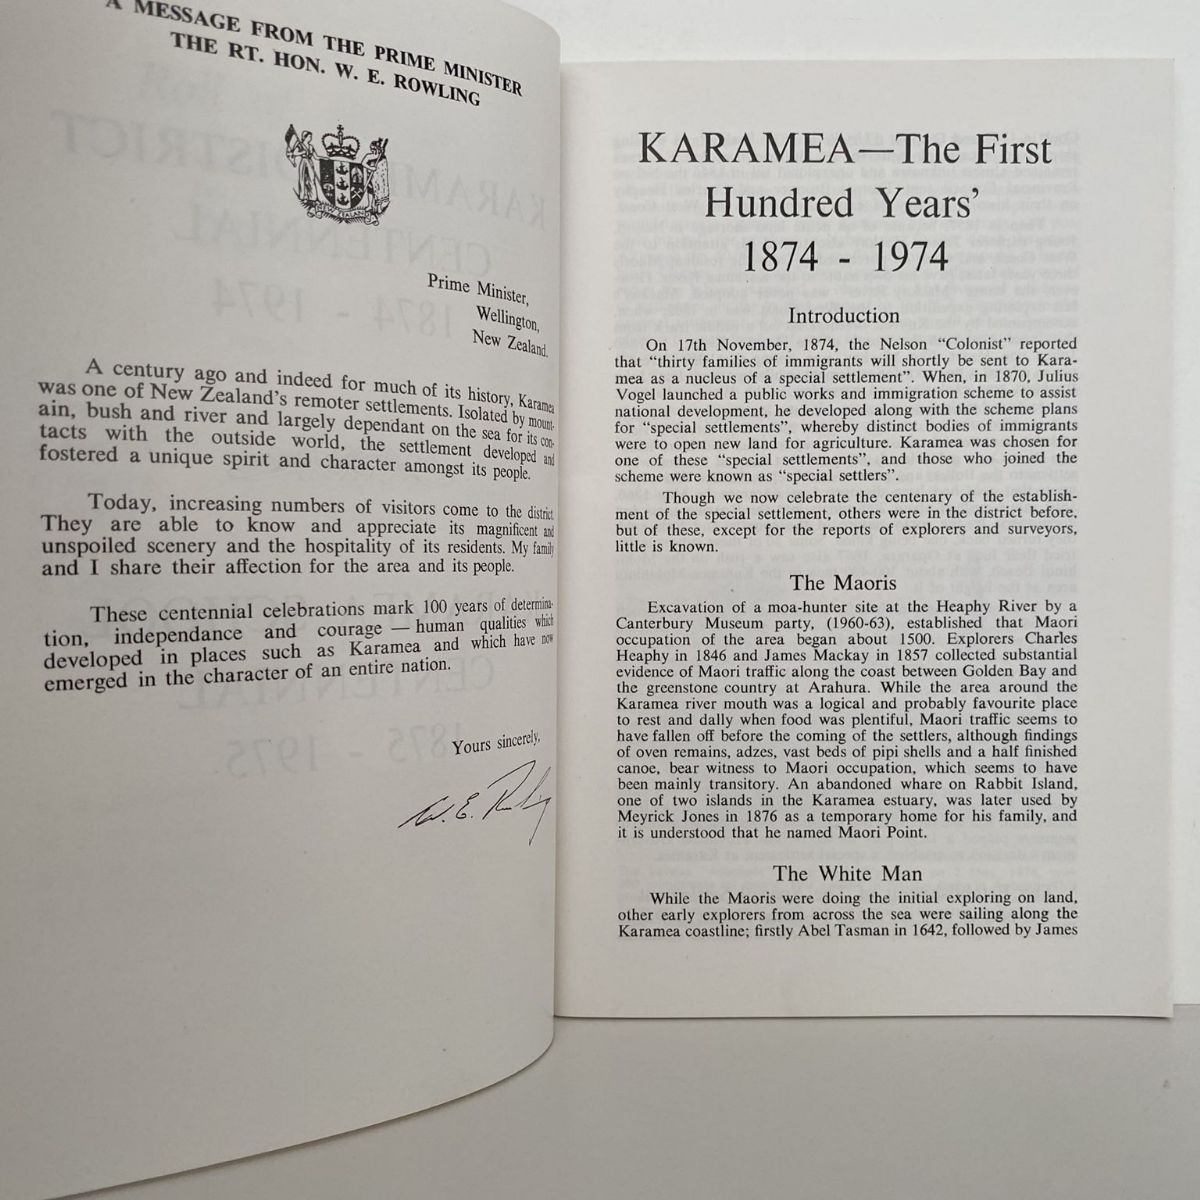 A MESSAGE FROM THE PRIME MINISTER
THE RT. HON. W. E. ROWLING
NEW ZEALAND
Prime Minister,
Wellington,
New Zealand.
A century ago and indeed for much of its history, Karamea
was one of New Zealand's remoter settlements. Isolated by mount-
ain, bush and river and largely dependant on the sea for its con-
tacts with the outside world, the settlement developed and
fostered a unique spirit and character amongst its people.
Today, increasing numbers of visitors come to the district.
They are able to know and appreciate its magnificent and
unspoiled scenery and the hospitality of its residents. My family
and I share their affection for the area and its people.
These centennial celebrations mark 100 years of determina-
tion, independance and courage — human qualities which
developed in places such as Karamea and which have now
emerged in the character of an entire nation.
Yours sincerely,
W. E. Rowling
KARAMEA—The First
Hundred Years'
1874 - 1974
Introduction
On 17th November, 1874, the Nelson "Colonist" reported
that "thirty families of immigrants will shortly be sent to Kara-
mea as a nucleus of a special settlement". When, in 1870, Julius
Vogel launched a public works and immigration scheme to assist
national development, he developed along with the scheme plans
for "special settlements", whereby distinct bodies of immigrants
were to open new land for agriculture. Karamea was chosen for
one of these "special settlements", and those who joined the
scheme were known as "special settlers".
Though we now celebrate the centenary of the establish-
ment of the special settlement, others were in the district before,
but of these, except for the reports of explorers and surveyors,
little is known.
The Maoris
Excavation of a moa-hunter site at the Heaphy River by a
Canterbury Museum party, (1960-63), established that Maori
occupation of the area began about 1500. Explorers Charles
Heaphy in 1846 and James Mackay in 1857 collected substantial
evidence of Maori traffic along the coast between Golden Bay and
the greenstone country at Arahura. While the area around the
Karamea river mouth was a logical and probably favourite place
to rest and dally when food was plentiful, Maori traffic seems to
have fallen off before the coming of the settlers, although findings
of oven remains, adzes, vast beds of pipi shells and a half finished
canoe, bear witness to Maori occupation, which seems to have
been mainly transitory. An abandoned whare on Rabbit Island,
one of two islands in the Karamea estuary, was later used by
Meyrick Jones in 1876 as a temporary home for his family, and
it is understood that he named Maori Point.
The White Man
While the Maoris were doing the initial exploring on land,
other early explorers from across the sea were sailing along the
Karamea coastline; firstly Abel Tasman in 1642, followed by James